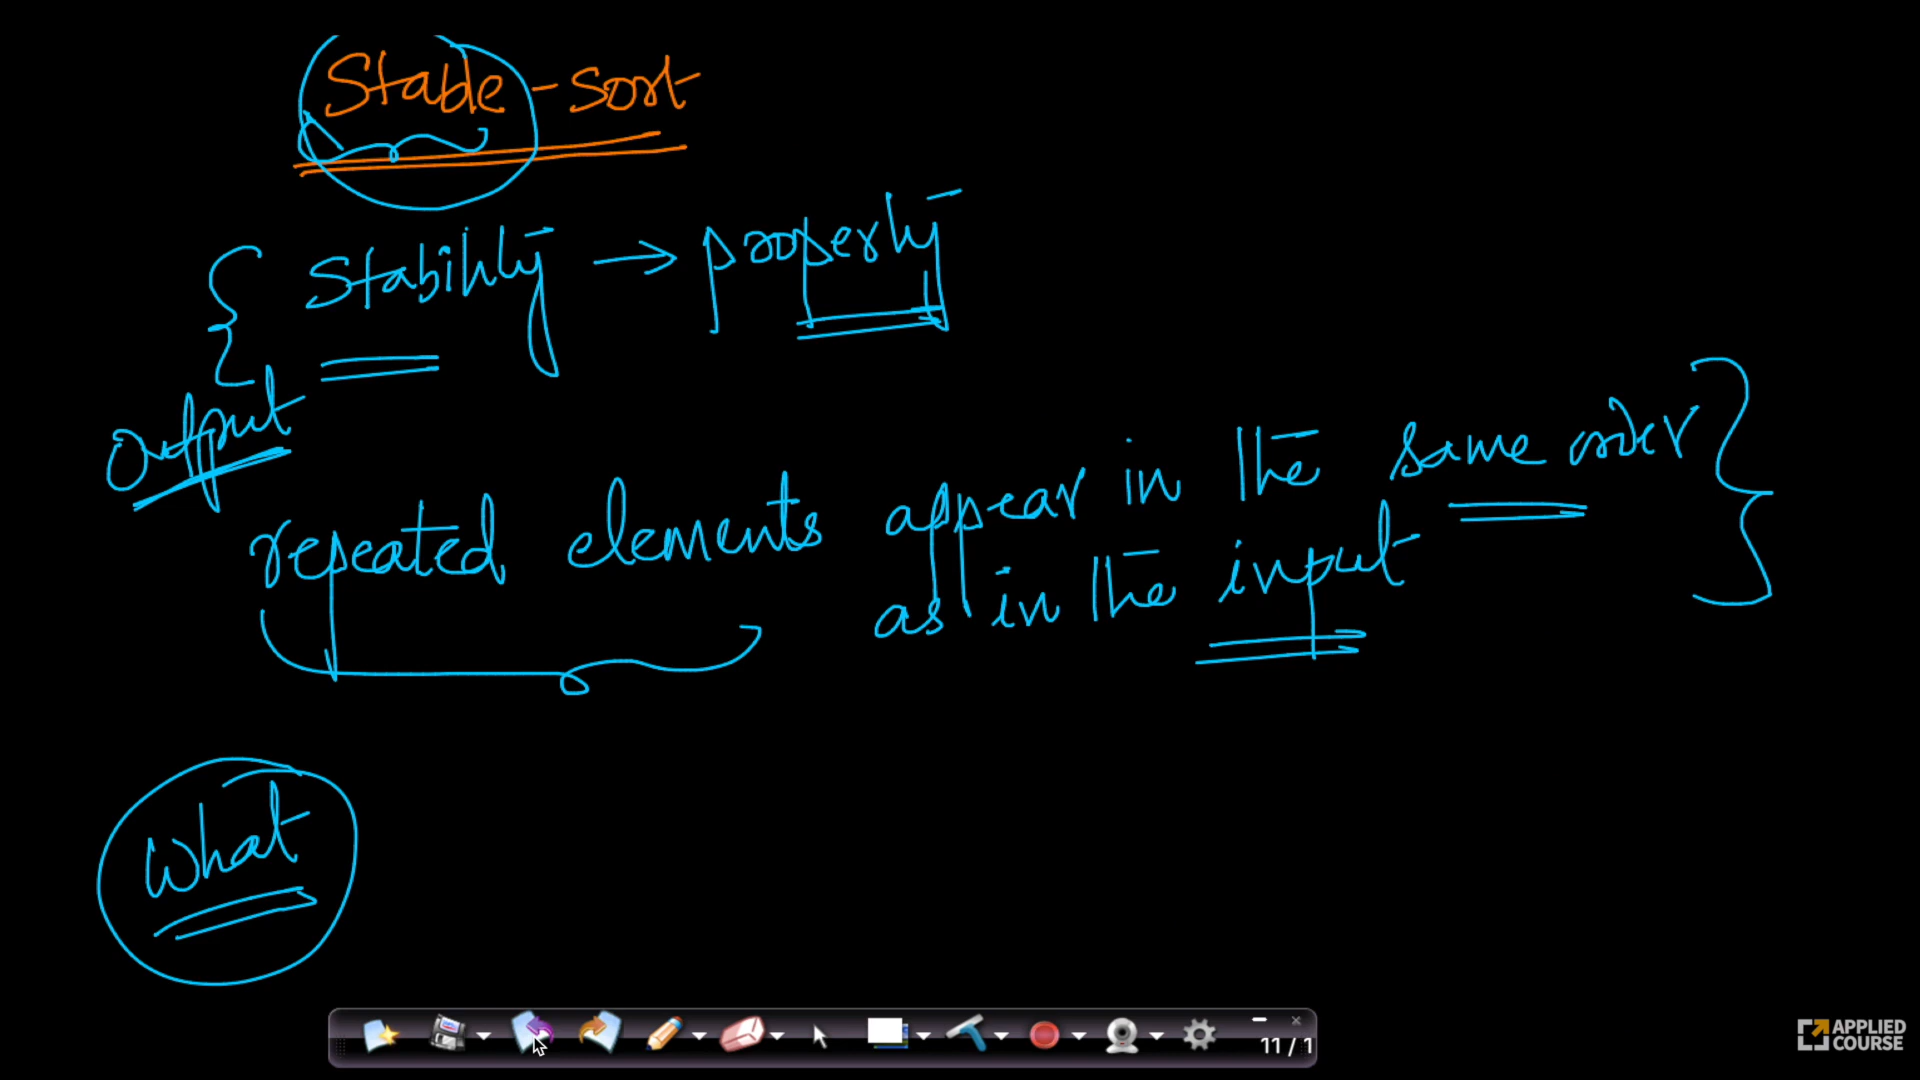 Stable-sort
{ Stability → property
Output
repeated elements appear in the same order }
as in the input
What
11 / 1
APPLIED
COURSE